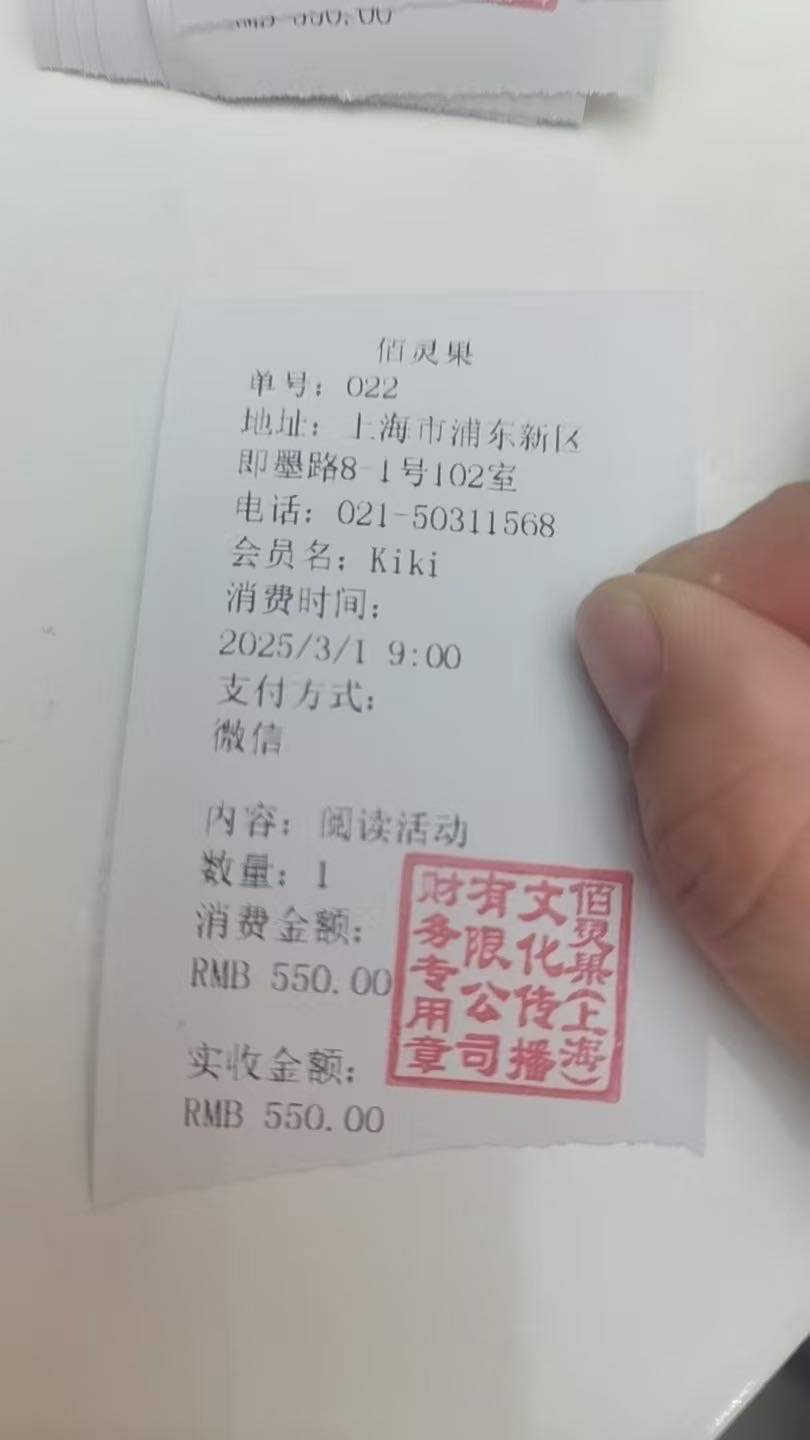 RMB 550.00
佰灵果
单号：022
地址：上海市浦东新区
即墨路8-1号102室
电话：021-50311568
会员名：Kiki
消费时间：
2025/3/1 9:00
支付方式：
微信
内容：阅读活动
数量：1
消费金额：
RMB 550.00
实收金额：
RMB 550.00
佰灵果(上海)
文化传播
有限公司
财务专用章